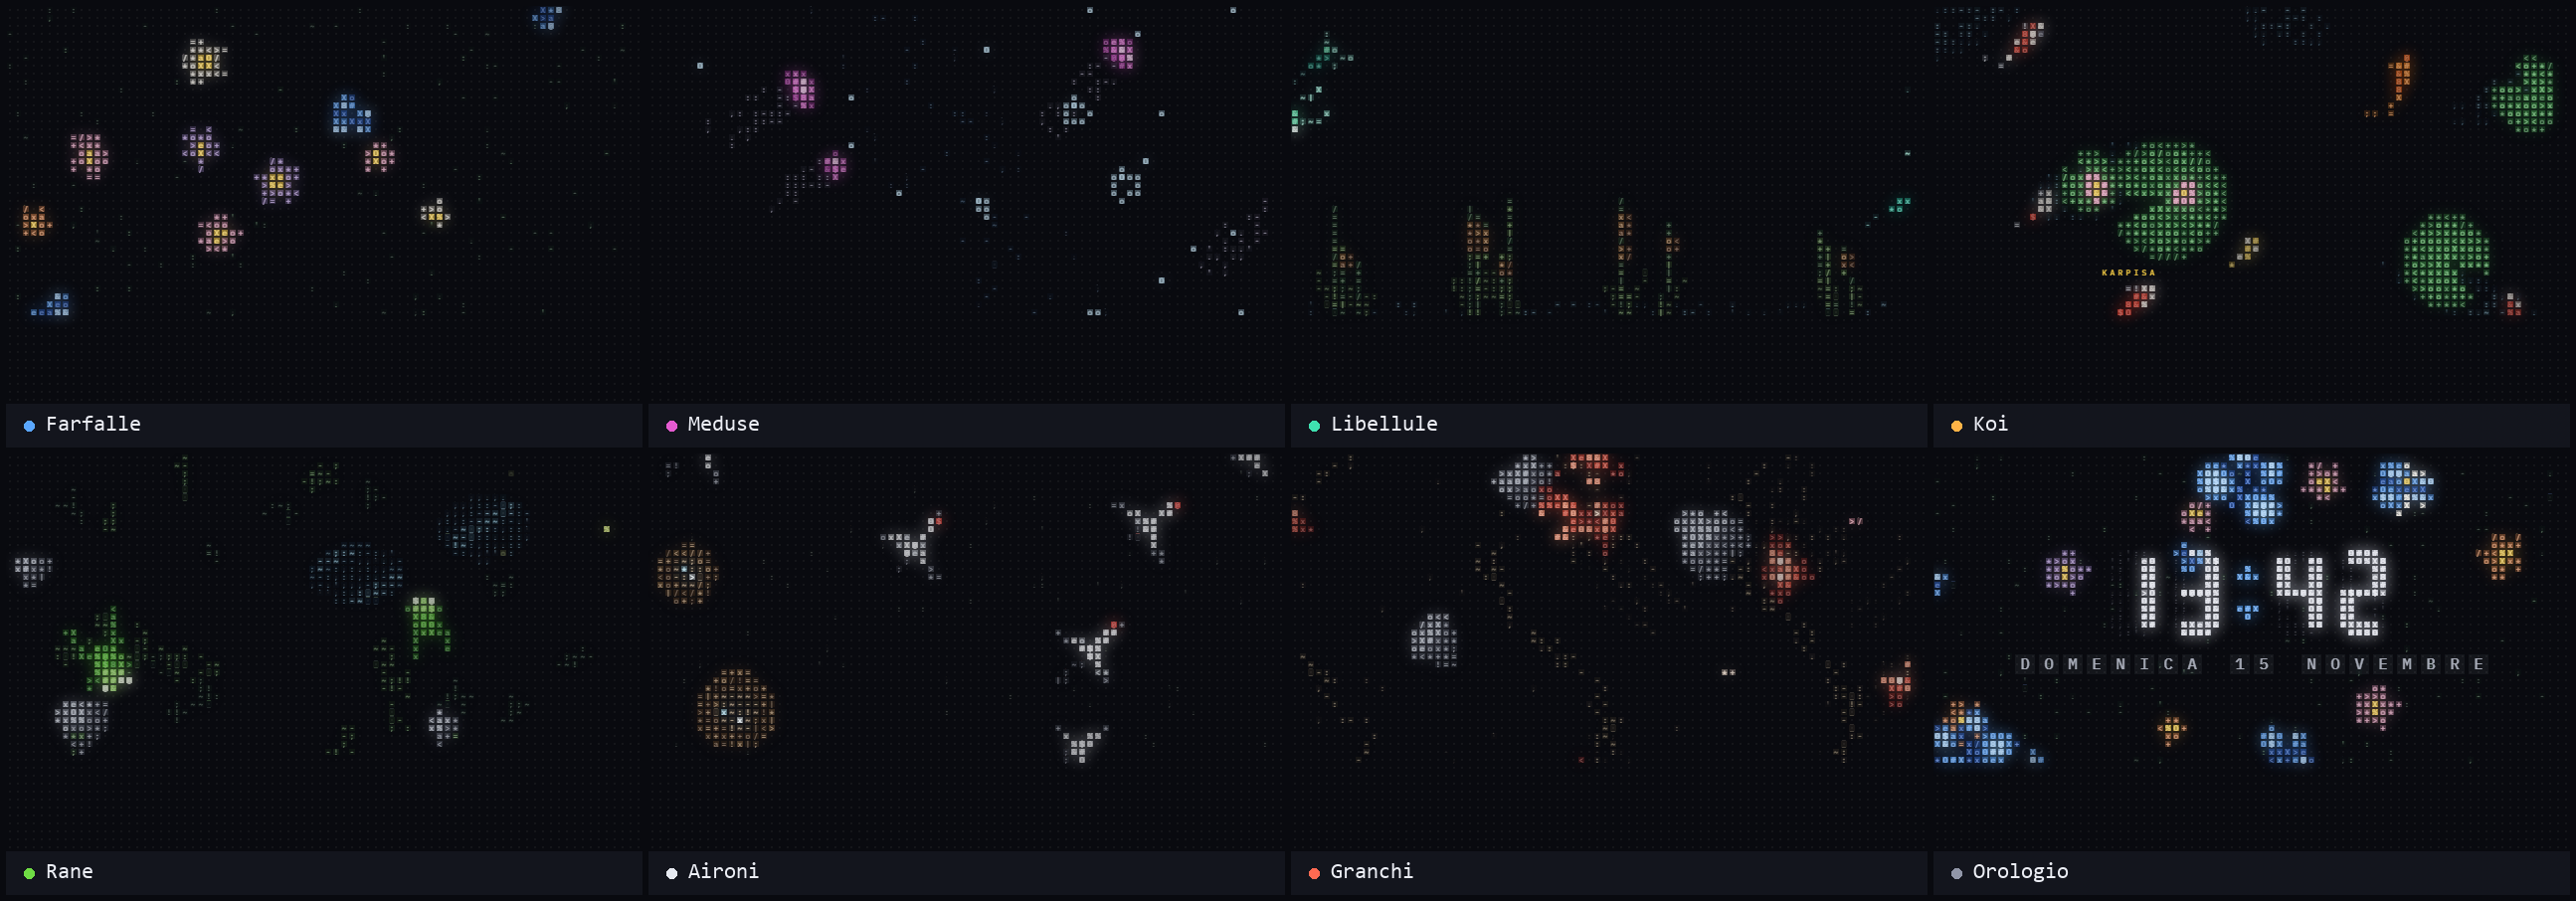 KARPISA
Farfalle
Meduse
Libellule
Koi
13:42
DOMENICA 15 NOVEMBRE
Rane
Aironi
Granchi
Orologio